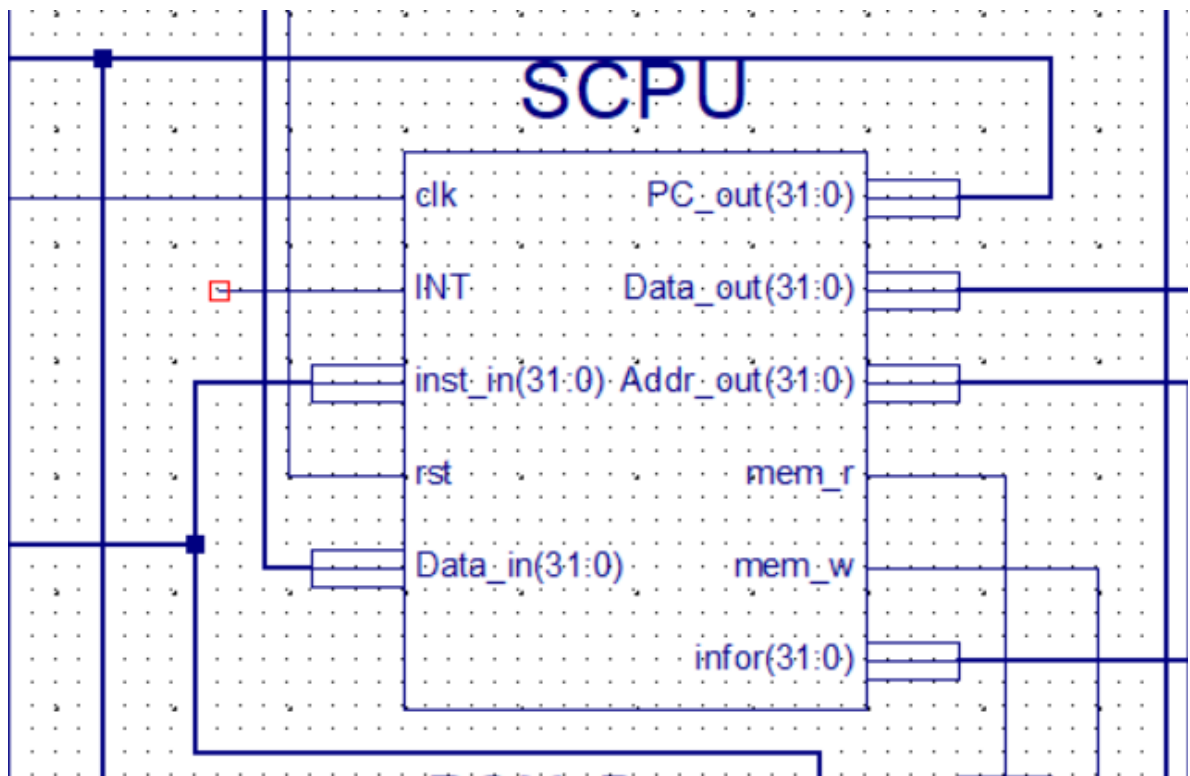 SCPU
clk
PC_out(31:0)
INT
Data_out(31:0)
inst_in(31:0)
Addr_out(31:0)
rst
mem_r
Data_in(31:0)
mem_w
infor(31:0)